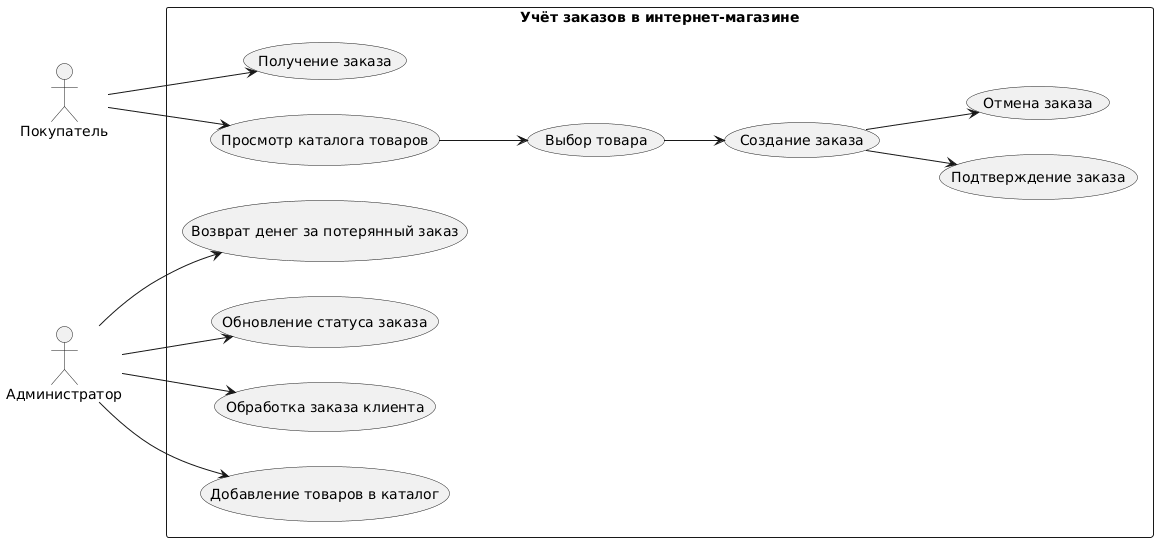 Учёт заказов в интернет-магазине
Получение заказа
Просмотр каталога товаров
Выбор товара
Создание заказа
Отмена заказа
Подтверждение заказа
Покупатель
Возврат денег за потерянный заказ
Обновление статуса заказа
Обработка заказа клиента
Добавление товаров в каталог
Администратор